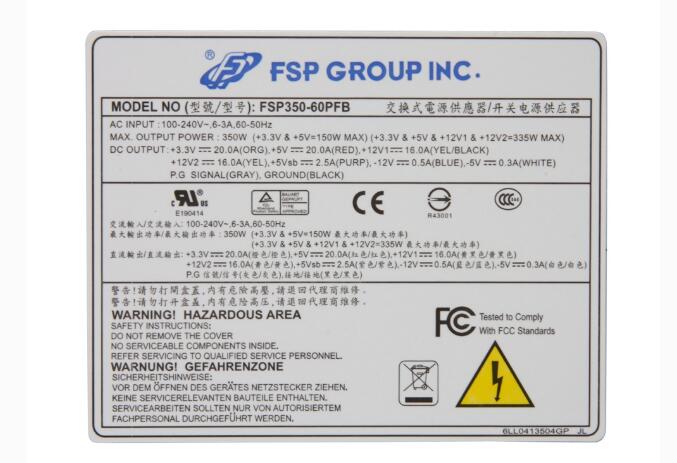 ® FSP GROUP INC.
MODEL NO (型號/型号): FSP350-60PFB 交換式電源供應器/开关电源供应器
AC INPUT : 100-240V~,6-3A,60-50Hz
MAX. OUTPUT POWER : 350W (+3.3V & +5V=150W MAX) (+3.3V & +5V & +12V1 & +12V2=335W MAX)
DC OUTPUT : +3.3V ⎓ 20.0A(ORG),+5V ⎓ 20.0A(RED),+12V1 ⎓ 16.0A(YEL/BLACK)
+12V2 ⎓ 16.0A(YEL),+5Vsb ⎓ 2.5A(PURP), -12V ⎓ 0.5A(BLUE),-5V ⎓ 0.3A(WHITE)
P.G SIGNAL(GRAY), GROUND(BLACK)
c UL ® US
E190414
BAUART GEPRÜFT
TYPE APPROVED
CE
R43001
CCC
交流輸入/交流输入: 100-240V~,6-3A,60-50Hz
最大輸出功率/最大输出功率: 350W (+3.3V & +5V=150W 最大/最大)
(+3.3V & +5V & +12V1 & +12V2=335W 最大/最大)
直流輸出/直流输出: +3.3V⎓20.0A(橙色/橙色),+5V⎓20.0A(紅色/红色),+12V1⎓16.0A(黃黑色/黄黑色)
+12V2⎓16.0A(黃色/黄色),+5Vsb⎓2.5A(紫色/紫色),-12V⎓0.5A(藍色/蓝色),-5V⎓0.3A(白色/白色)
P.G 信號/信号(灰色/灰色),接地/接地(黑色/黑色)
警告!請勿打開盒蓋,內有危險高壓,請退回代理商維修.
警告!请勿打开盒盖,内有危险高压,请退回代理商维修.
WARNING! HAZARDOUS AREA
SAFETY INSTRUCTIONS:
DO NOT REMOVE THE COVER
NO SERVICEABLE COMPONENTS INSIDE.
REFER SERVICING TO QUALIFIED SERVICE PERSONNEL.
WARNUNG! GEFAHRENZONE
SICHERHEITSHINWEISE:
VOR DEM ÖFFNEN DES GERÄTES NETZSTECKER ZIEHEN.
KEINE SERVICERELEVANTEN BAUTEILE ENTHALTEN.
SERVICEARBEITEN SOLLTEN NUR VON AUTORISIERTEM
FACHPERSONAL DURCHGEFÜHRT WERDEN.
FC Tested to Comply
With FCC Standards
6LL0413504GP JL